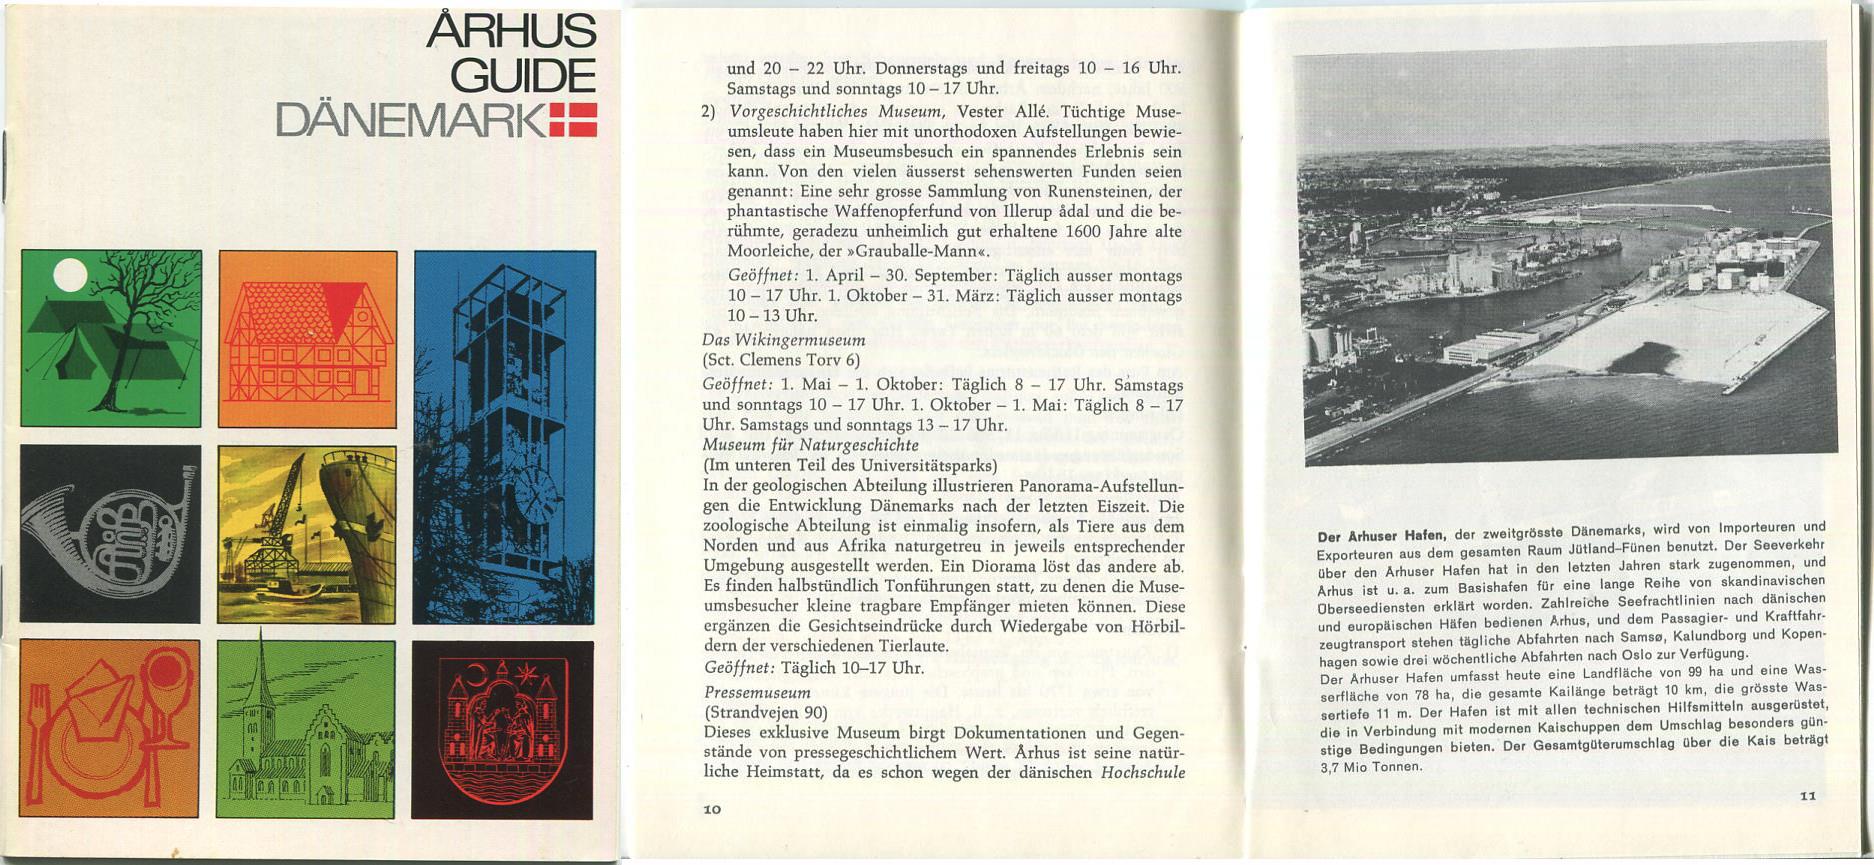 ÅRHUS
GUIDE
DÄNEMARK
und 20 – 22 Uhr. Donnerstags und freitags 10 – 16 Uhr.
Samstags und sonntags 10 – 17 Uhr.
2) Vorgeschichtliches Museum, Vester Allé. Tüchtige Muse-
umsleute haben hier mit unorthodoxen Aufstellungen bewie-
sen, dass ein Museumsbesuch ein spannendes Erlebnis sein
kann. Von den vielen äusserst sehenswerten Funden seien
genannt: Eine sehr grosse Sammlung von Runensteinen, der
phantastische Waffenopferfund von Illerup ådal und die be-
rühmte, geradezu unheimlich gut erhaltene 1600 Jahre alte
Moorleiche, der »Grauballe-Mann«.
Geöffnet: 1. April – 30. September: Täglich ausser montags
10 – 17 Uhr. 1. Oktober – 31. März: Täglich ausser montags
10 – 13 Uhr.
Das Wikingermuseum
(Sct. Clemens Torv 6)
Geöffnet: 1. Mai – 1. Oktober: Täglich 8 – 17 Uhr. Samstags
und sonntags 10 – 17 Uhr. 1. Oktober – 1. Mai: Täglich 8 – 17
Uhr. Samstags und sonntags 13 – 17 Uhr.
Museum für Naturgeschichte
(Im unteren Teil des Universitätsparks)
In der geologischen Abteilung illustrieren Panorama-Aufstellun-
gen die Entwicklung Dänemarks nach der letzten Eiszeit. Die
zoologische Abteilung ist einmalig insofern, als Tiere aus dem
Norden und aus Afrika naturgetreu in jeweils entsprechender
Umgebung ausgestellt werden. Ein Diorama löst das andere ab.
Es finden halbstündlich Tonführungen statt, zu denen die Muse-
umsbesucher kleine tragbare Empfänger mieten können. Diese
ergänzen die Gesichtseindrücke durch Wiedergabe von Hörbil-
dern der verschiedenen Tierlaute.
Geöffnet: Täglich 10–17 Uhr.
Pressemuseum
(Strandvejen 90)
Dieses exklusive Museum birgt Dokumentationen und Gegen-
stände von pressegeschichtlichem Wert. Århus ist seine natür-
liche Heimstatt, da es schon wegen der dänischen Hochschule
10
Der Århuser Hafen, der zweitgrösste Dänemarks, wird von Importeuren und
Exporteuren aus dem gesamten Raum Jütland–Fünen benutzt. Der Seeverkehr
über den Århuser Hafen hat in den letzten Jahren stark zugenommen, und
Århus ist u. a. zum Basishafen für eine lange Reihe von skandinavischen
Überseediensten erklärt worden. Zahlreiche Seefrachtlinien nach dänischen
und europäischen Häfen bedienen Århus, und dem Passagier- und Kraftfahr-
zeugtransport stehen tägliche Abfahrten nach Samsø, Kalundborg und Kopen-
hagen sowie drei wöchentliche Abfahrten nach Oslo zur Verfügung.
Der Århuser Hafen umfasst heute eine Landfläche von 99 ha und eine Was-
serfläche von 78 ha, die gesamte Kailänge beträgt 10 km, die grösste Was-
sertiefe 11 m. Der Hafen ist mit allen technischen Hilfsmitteln ausgerüstet,
die in Verbindung mit modernen Kaischuppen dem Umschlag besonders gün-
stige Bedingungen bieten. Der Gesamtgüterumschlag über die Kais beträgt
3,7 Mio Tonnen.
11